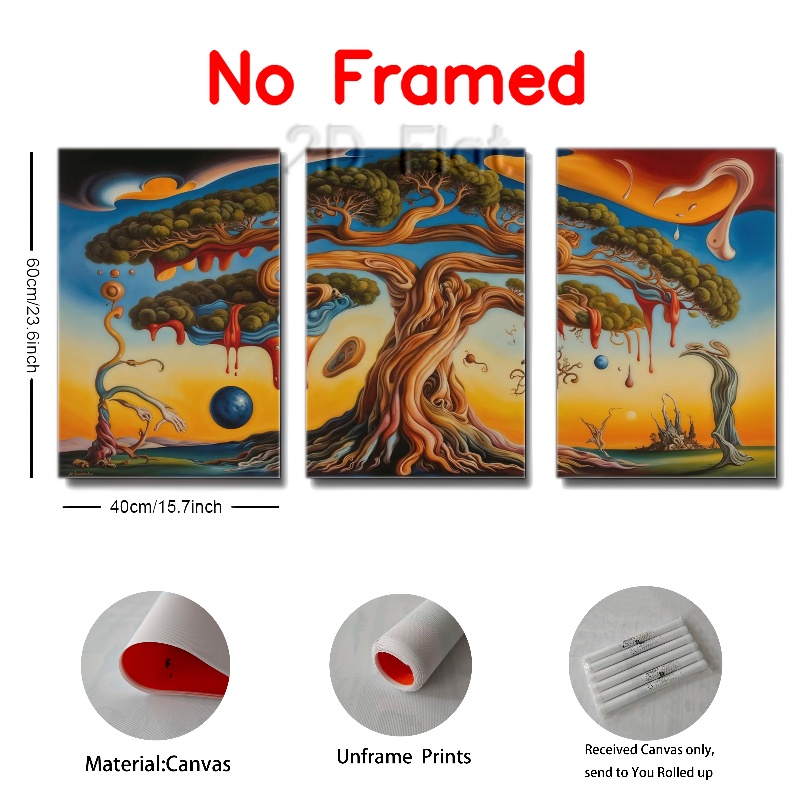 No Framed
2D Flat
60cm/23.6inch
40cm/15.7inch
Material:Canvas
Unframe Prints
Received Canvas only,
send to You Rolled up